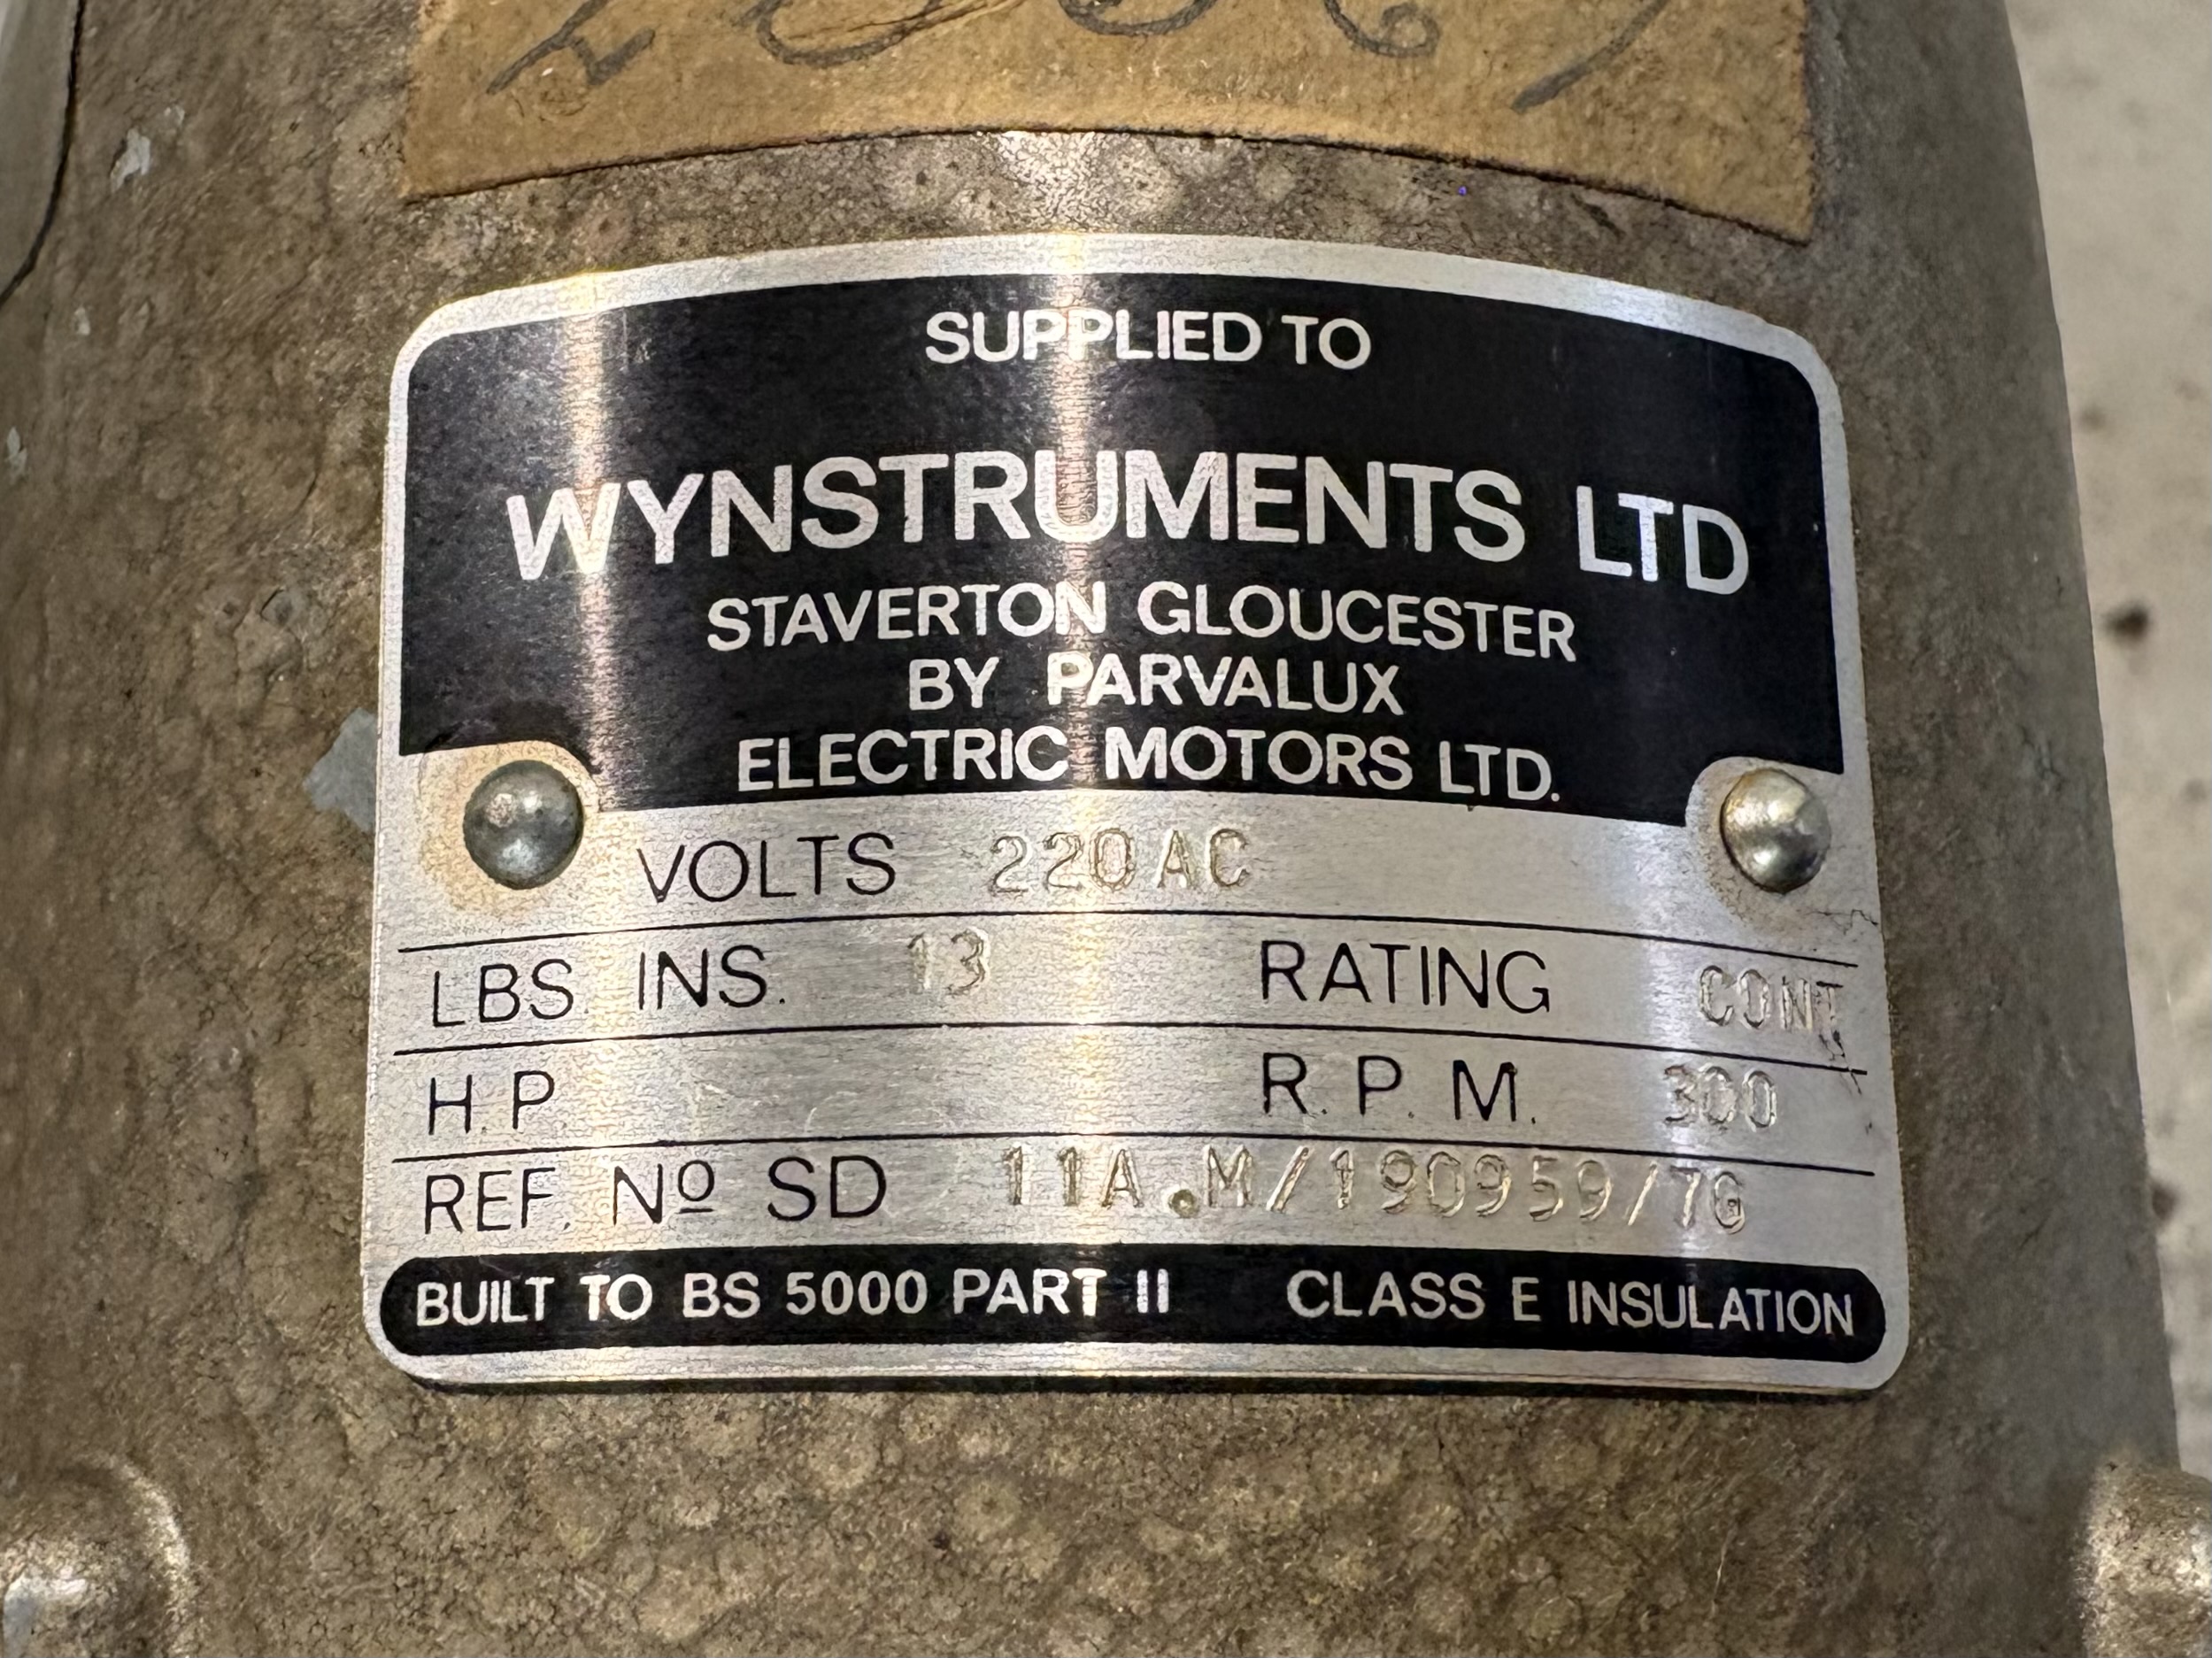 SUPPLIED TO
WYNSTRUMENTS LTD
STAVERTON GLOUCESTER
BY PARVALUX
ELECTRIC MOTORS LTD.
VOLTS 220AC
LBS. INS. 13 RATING CONT
H.P. R.P.M. 300
REF. Nº SD 11A.M/190959/7G
BUILT TO BS 5000 PART II CLASS E INSULATION